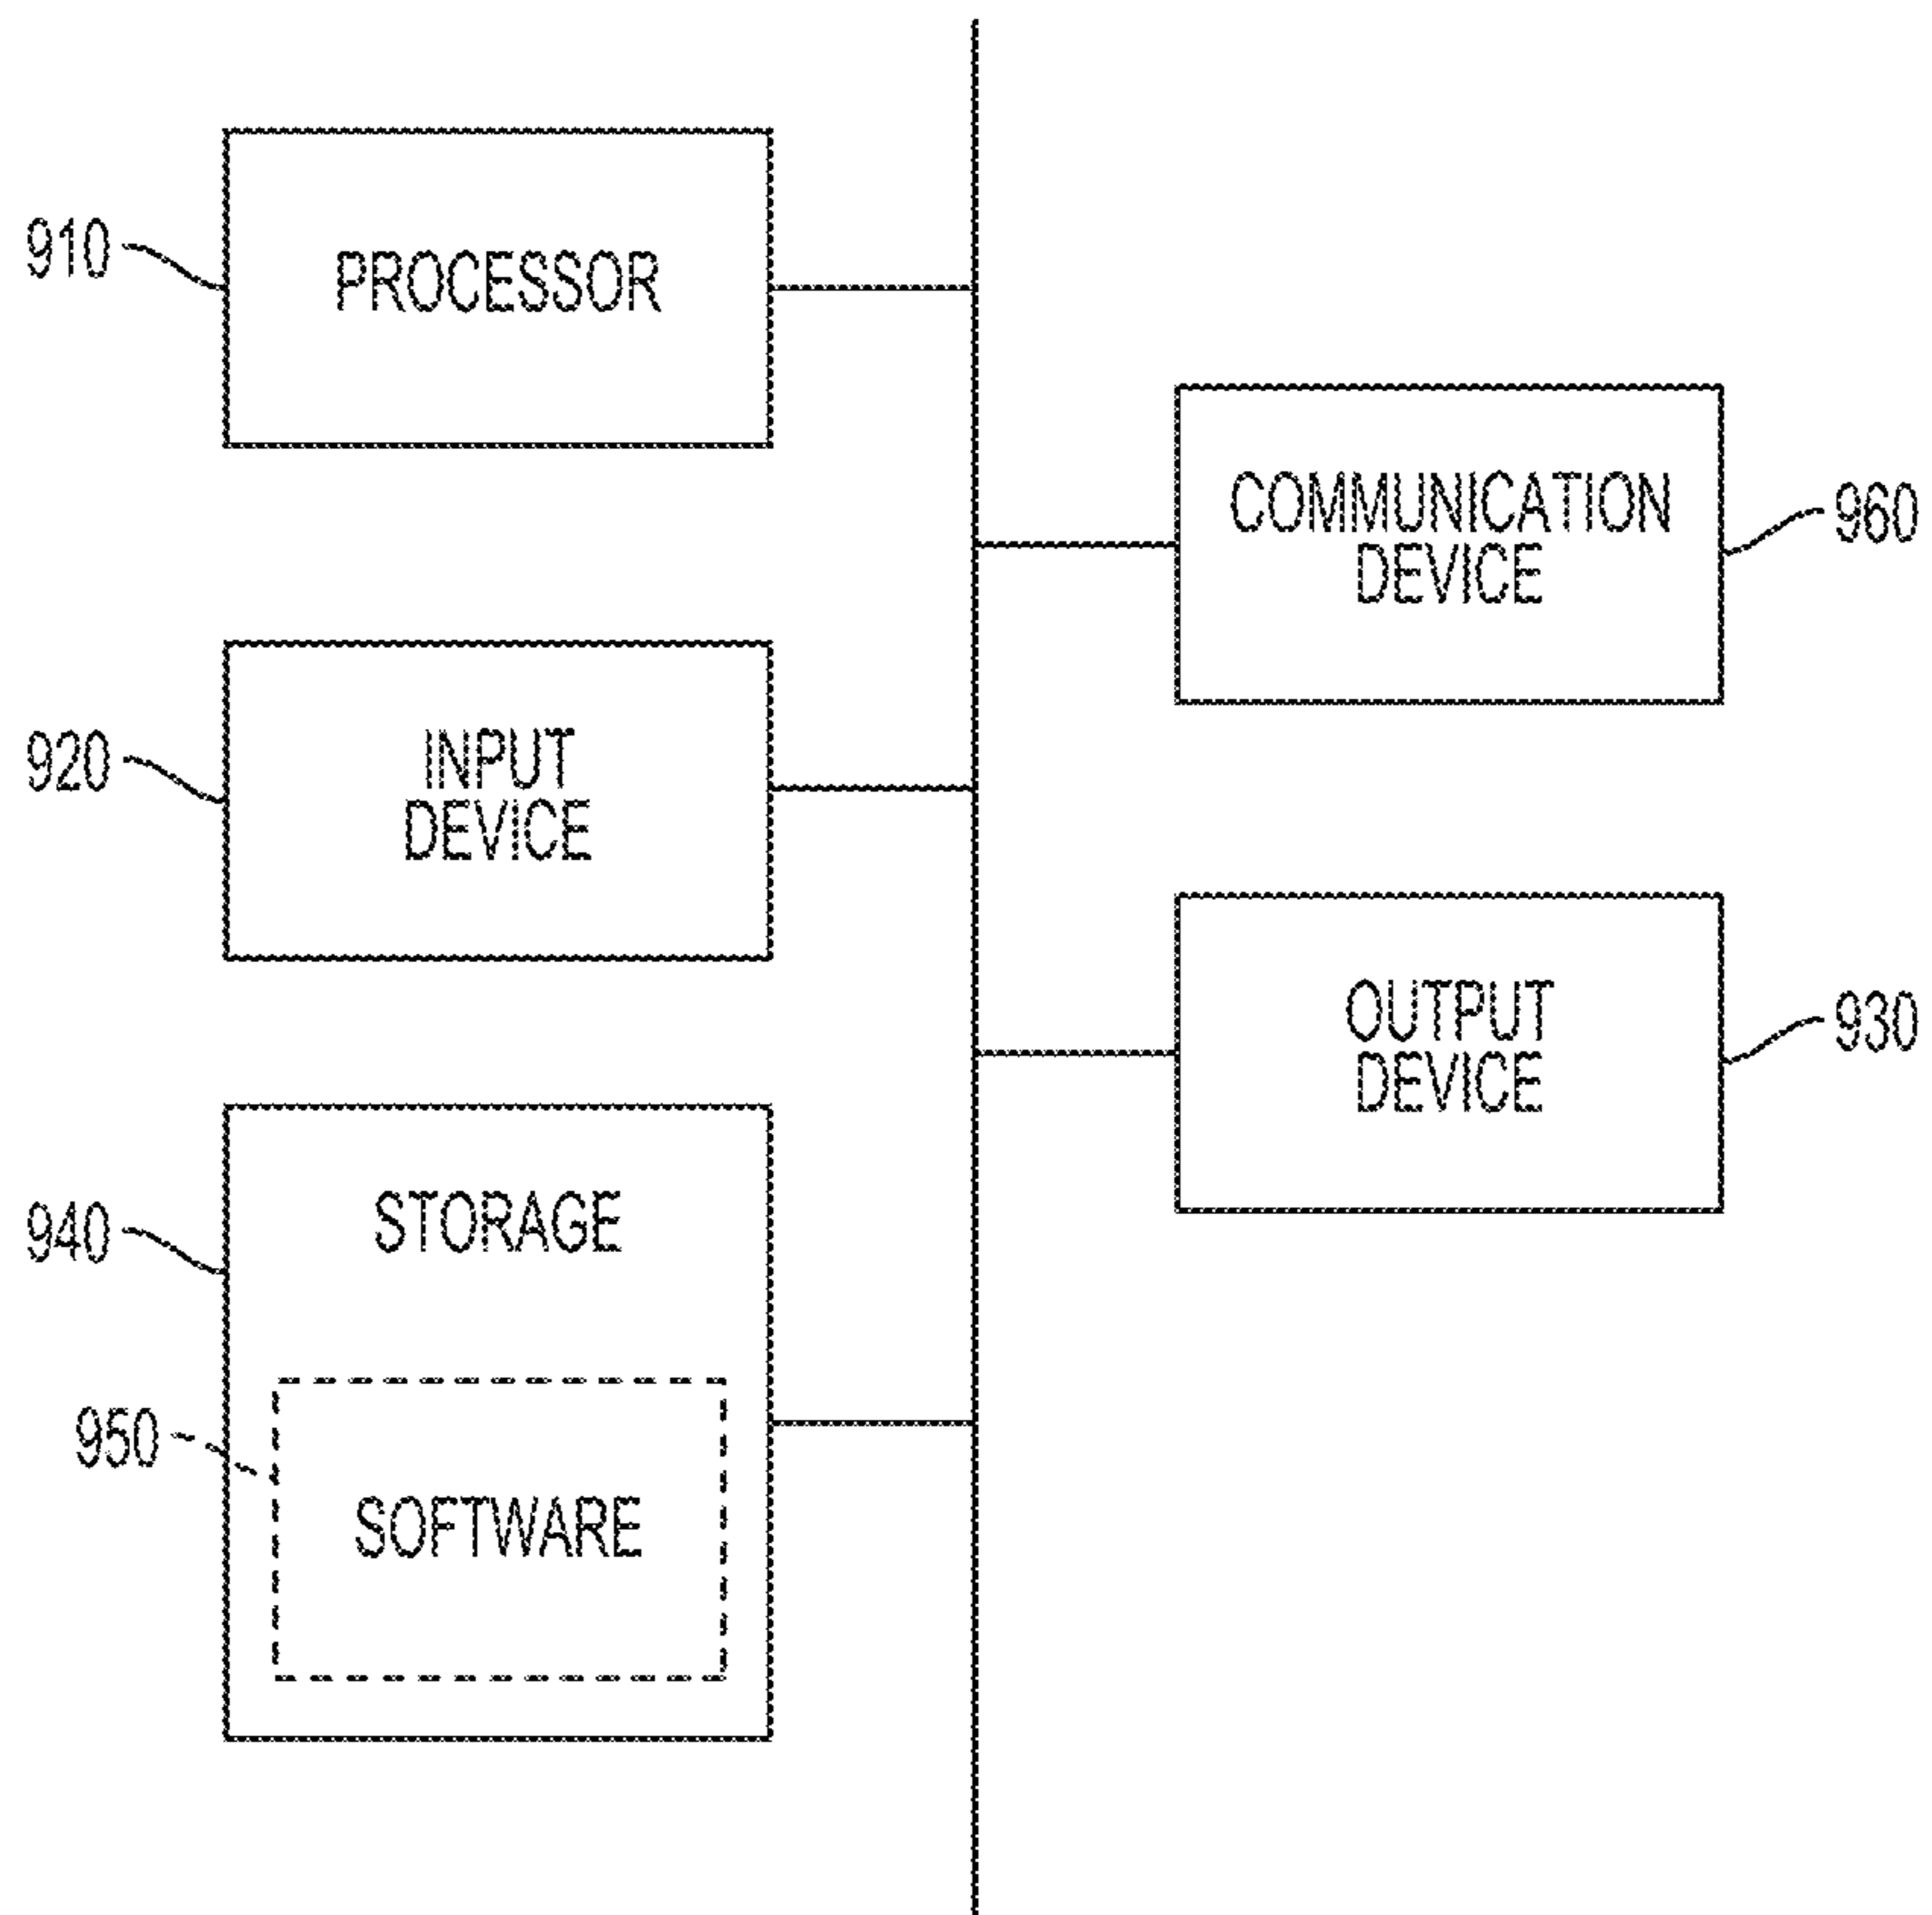 910
PROCESSOR
COMMUNICATION
DEVICE
960
920
INPUT
DEVICE
OUTPUT
DEVICE
930
940
STORAGE
950
SOFTWARE